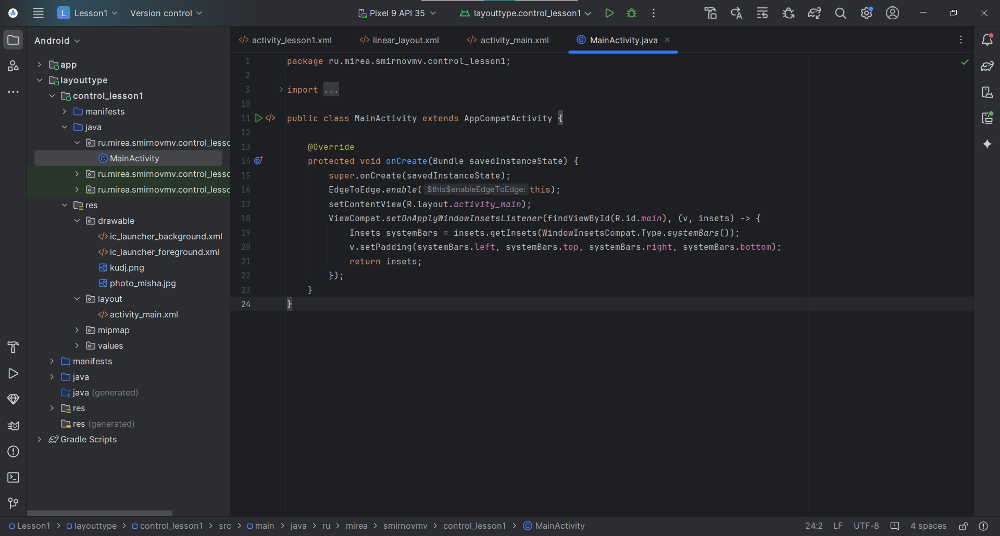 L Lesson1 Version control Pixel 9 API 35 layouttype.control_lesson1
Android
app
layouttype
control_lesson1
manifests
java
ru.mirea.smirnovmv.control_lesso
MainActivity
ru.mirea.smirnovmv.control_lesso
ru.mirea.smirnovmv.control_lesso
res
drawable
ic_launcher_background.xml
ic_launcher_foreground.xml
kudj.png
photo_misha.jpg
layout
activity_main.xml
mipmap
values
manifests
java
java (generated)
res
res (generated)
Gradle Scripts
activity_lesson1.xml linear_layout.xml activity_main.xml MainActivity.java
1 package ru.mirea.smirnovmv.control_lesson1;
2
3 import ...
10
11 public class MainActivity extends AppCompatActivity {
12
13 @Override
14 protected void onCreate(Bundle savedInstanceState) {
15 super.onCreate(savedInstanceState);
16 EdgeToEdge.enable( $this$enableEdgeToEdge: this);
17 setContentView(R.layout.activity_main);
18 ViewCompat.setOnApplyWindowInsetsListener(findViewById(R.id.main), (v, insets) -> {
19 Insets systemBars = insets.getInsets(WindowInsetsCompat.Type.systemBars());
20 v.setPadding(systemBars.left, systemBars.top, systemBars.right, systemBars.bottom);
21 return insets;
22 });
23 }
24 }
Lesson1 > layouttype > control_lesson1 > src > main > java > ru > mirea > smirnovmv > control_lesson1 > MainActivity 24:2 LF UTF-8 4 spaces